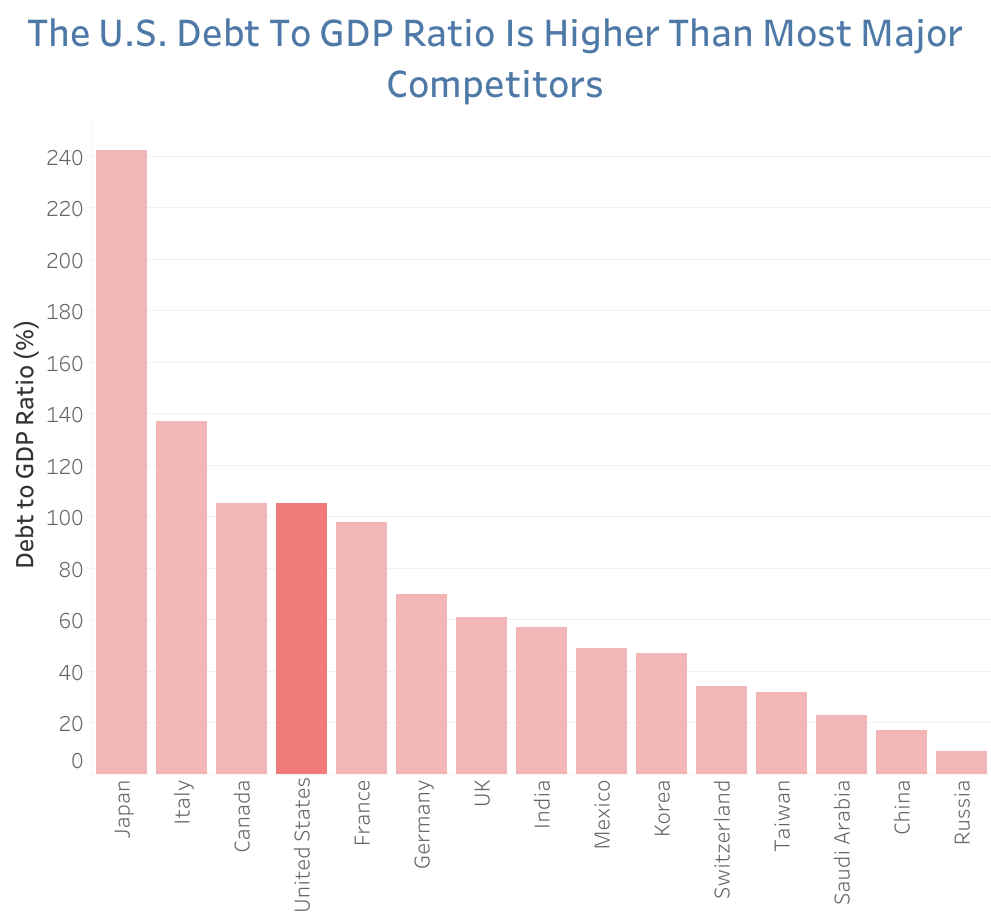 The U.S. Debt To GDP Ratio Is Higher Than Most Major
Competitors
Debt to GDP Ratio (%)
240
220
200
180
160
140
120
100
80
60
40
20
0
Japan
Italy
Canada
United States
France
Germany
UK
India
Mexico
Korea
Switzerland
Taiwan
Saudi Arabia
China
Russia